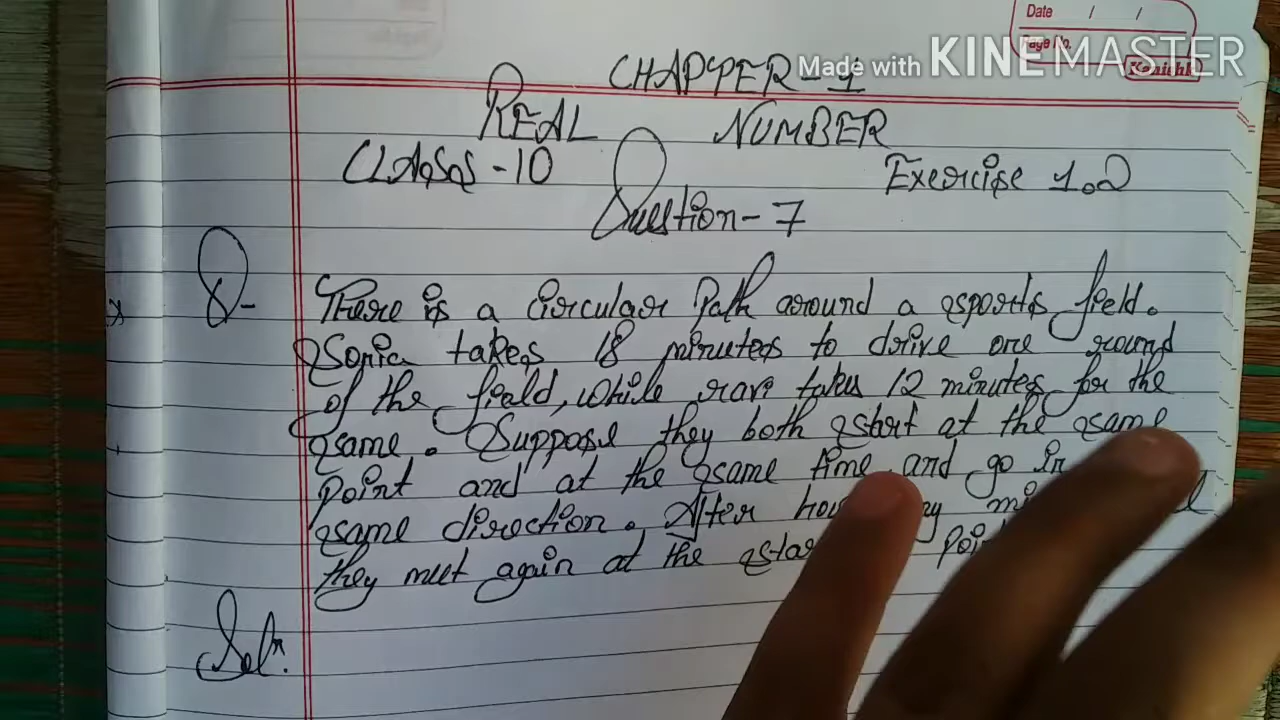 Date / /
Page No.
Made with KINEMASTER
CHAPTER - 1
REAL NUMBER
CLASS - 10 Exercise 1.2
Question - 7
Q- There is a circular Path around a sports field.
Sonia takes 18 minutes to drive one round
of the field, while ravi takes 12 minutes for the
same. Suppose they both start at the same
point and at the same time and go in
same direction. After
they meet again at the
Soln.